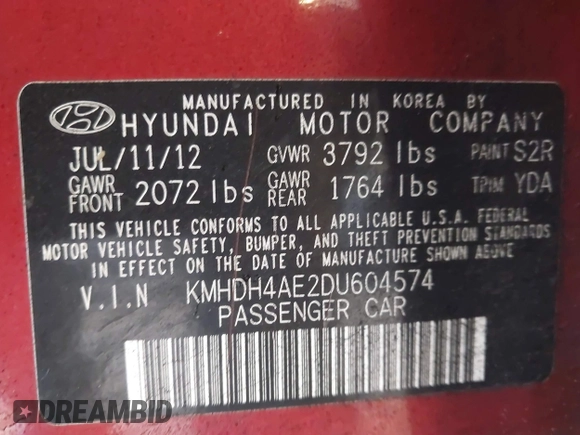 MANUFACTURED IN KOREA BY
HYUNDAI MOTOR COMPANY
JUL/11/12 GVWR 3792 lbs PAINT S2R
GAWR FRONT 2072 lbs GAWR REAR 1764 lbs TRIM YDA
THIS VEHICLE CONFORMS TO ALL APPLICABLE U.S.A. FEDERAL
MOTOR VEHICLE SAFETY, BUMPER, AND THEFT PREVENTION STANDARDS
IN EFFECT ON THE DATE OF MANUFACTURE SHOWN ABOVE
V.I.N KMHDH4AE2DU604574
PASSENGER CAR
DREAMBID